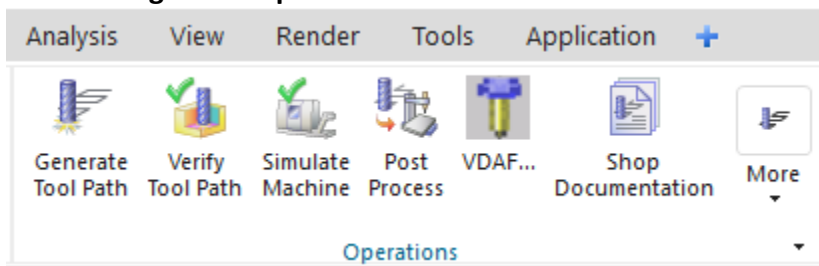 Analysis View Render Tools Application
Generate Tool Path
Verify Tool Path
Simulate Machine
Post Process
VDAF...
Shop Documentation
More
Operations